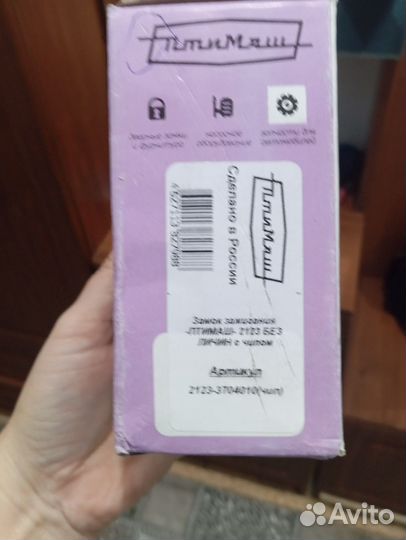 ПтиМаш
дверные замки
и фурнитура
насосное
оборудование
запчасти для
автомобилей
ПтиМаш
Сделано в России
Замок зажигания
-ПТИМАШ- 2123 БЕЗ
ЛИЧИН с чипом
Артикул
2123-3704010(чип)
Avito